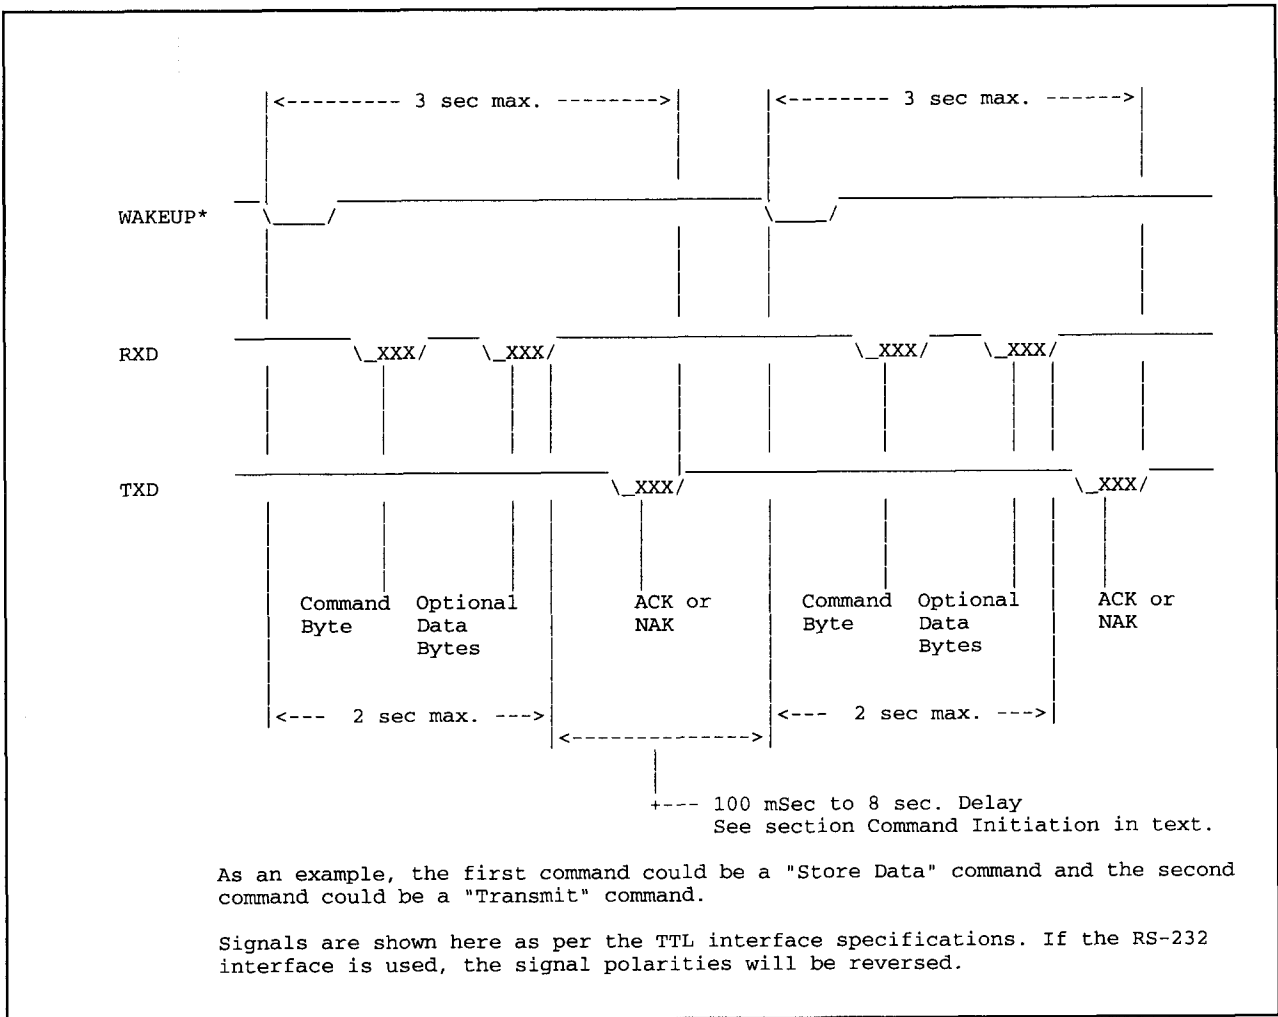 |<--------- 3 sec max. -------->| |<-------- 3 sec max. ------>|
WAKEUP* \____/ \____/
RXD \_XXX/ \_XXX/ \_XXX/ \_XXX/
TXD \_XXX/ \_XXX/
Command Optional ACK or Command Optional ACK or
Byte Data NAK Byte Data NAK
Bytes Bytes
|<--- 2 sec max. --->| |<--- 2 sec max. --->|
<--------------->
+--- 100 mSec to 8 sec. Delay
See section Command Initiation in text.
As an example, the first command could be a "Store Data" command and the second
command could be a "Transmit" command.
Signals are shown here as per the TTL interface specifications. If the RS-232
interface is used, the signal polarities will be reversed.